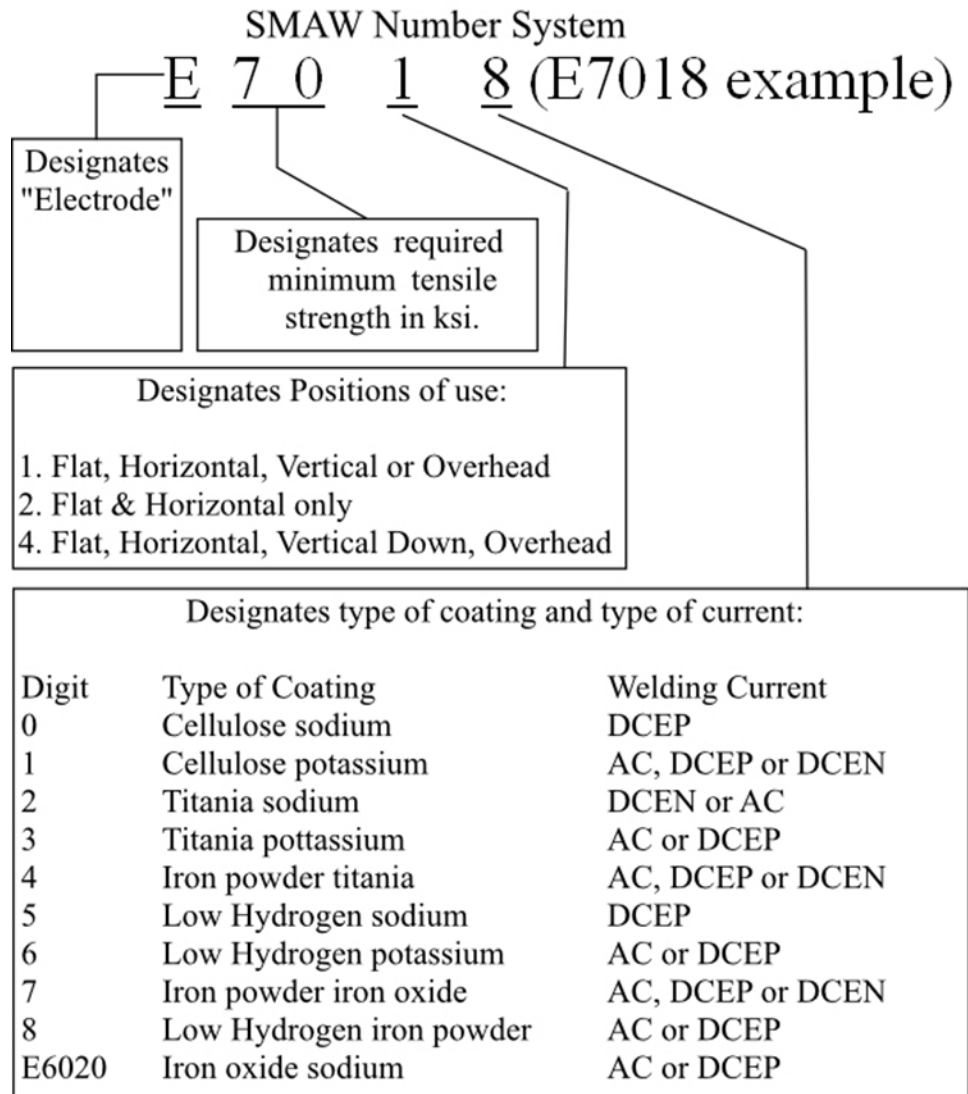 SMAW Number System
E 7 0 1 8 (E7018 example)
Designates
"Electrode"
Designates required
minimum tensile
strength in ksi.
Designates Positions of use:
1. Flat, Horizontal, Vertical or Overhead
2. Flat & Horizontal only
4. Flat, Horizontal, Vertical Down, Overhead
Designates type of coating and type of current:
Digit Type of Coating Welding Current
0 Cellulose sodium DCEP
1 Cellulose potassium AC, DCEP or DCEN
2 Titania sodium DCEN or AC
3 Titania pottassium AC or DCEP
4 Iron powder titania AC, DCEP or DCEN
5 Low Hydrogen sodium DCEP
6 Low Hydrogen potassium AC or DCEP
7 Iron powder iron oxide AC, DCEP or DCEN
8 Low Hydrogen iron powder AC or DCEP
E6020 Iron oxide sodium AC or DCEP